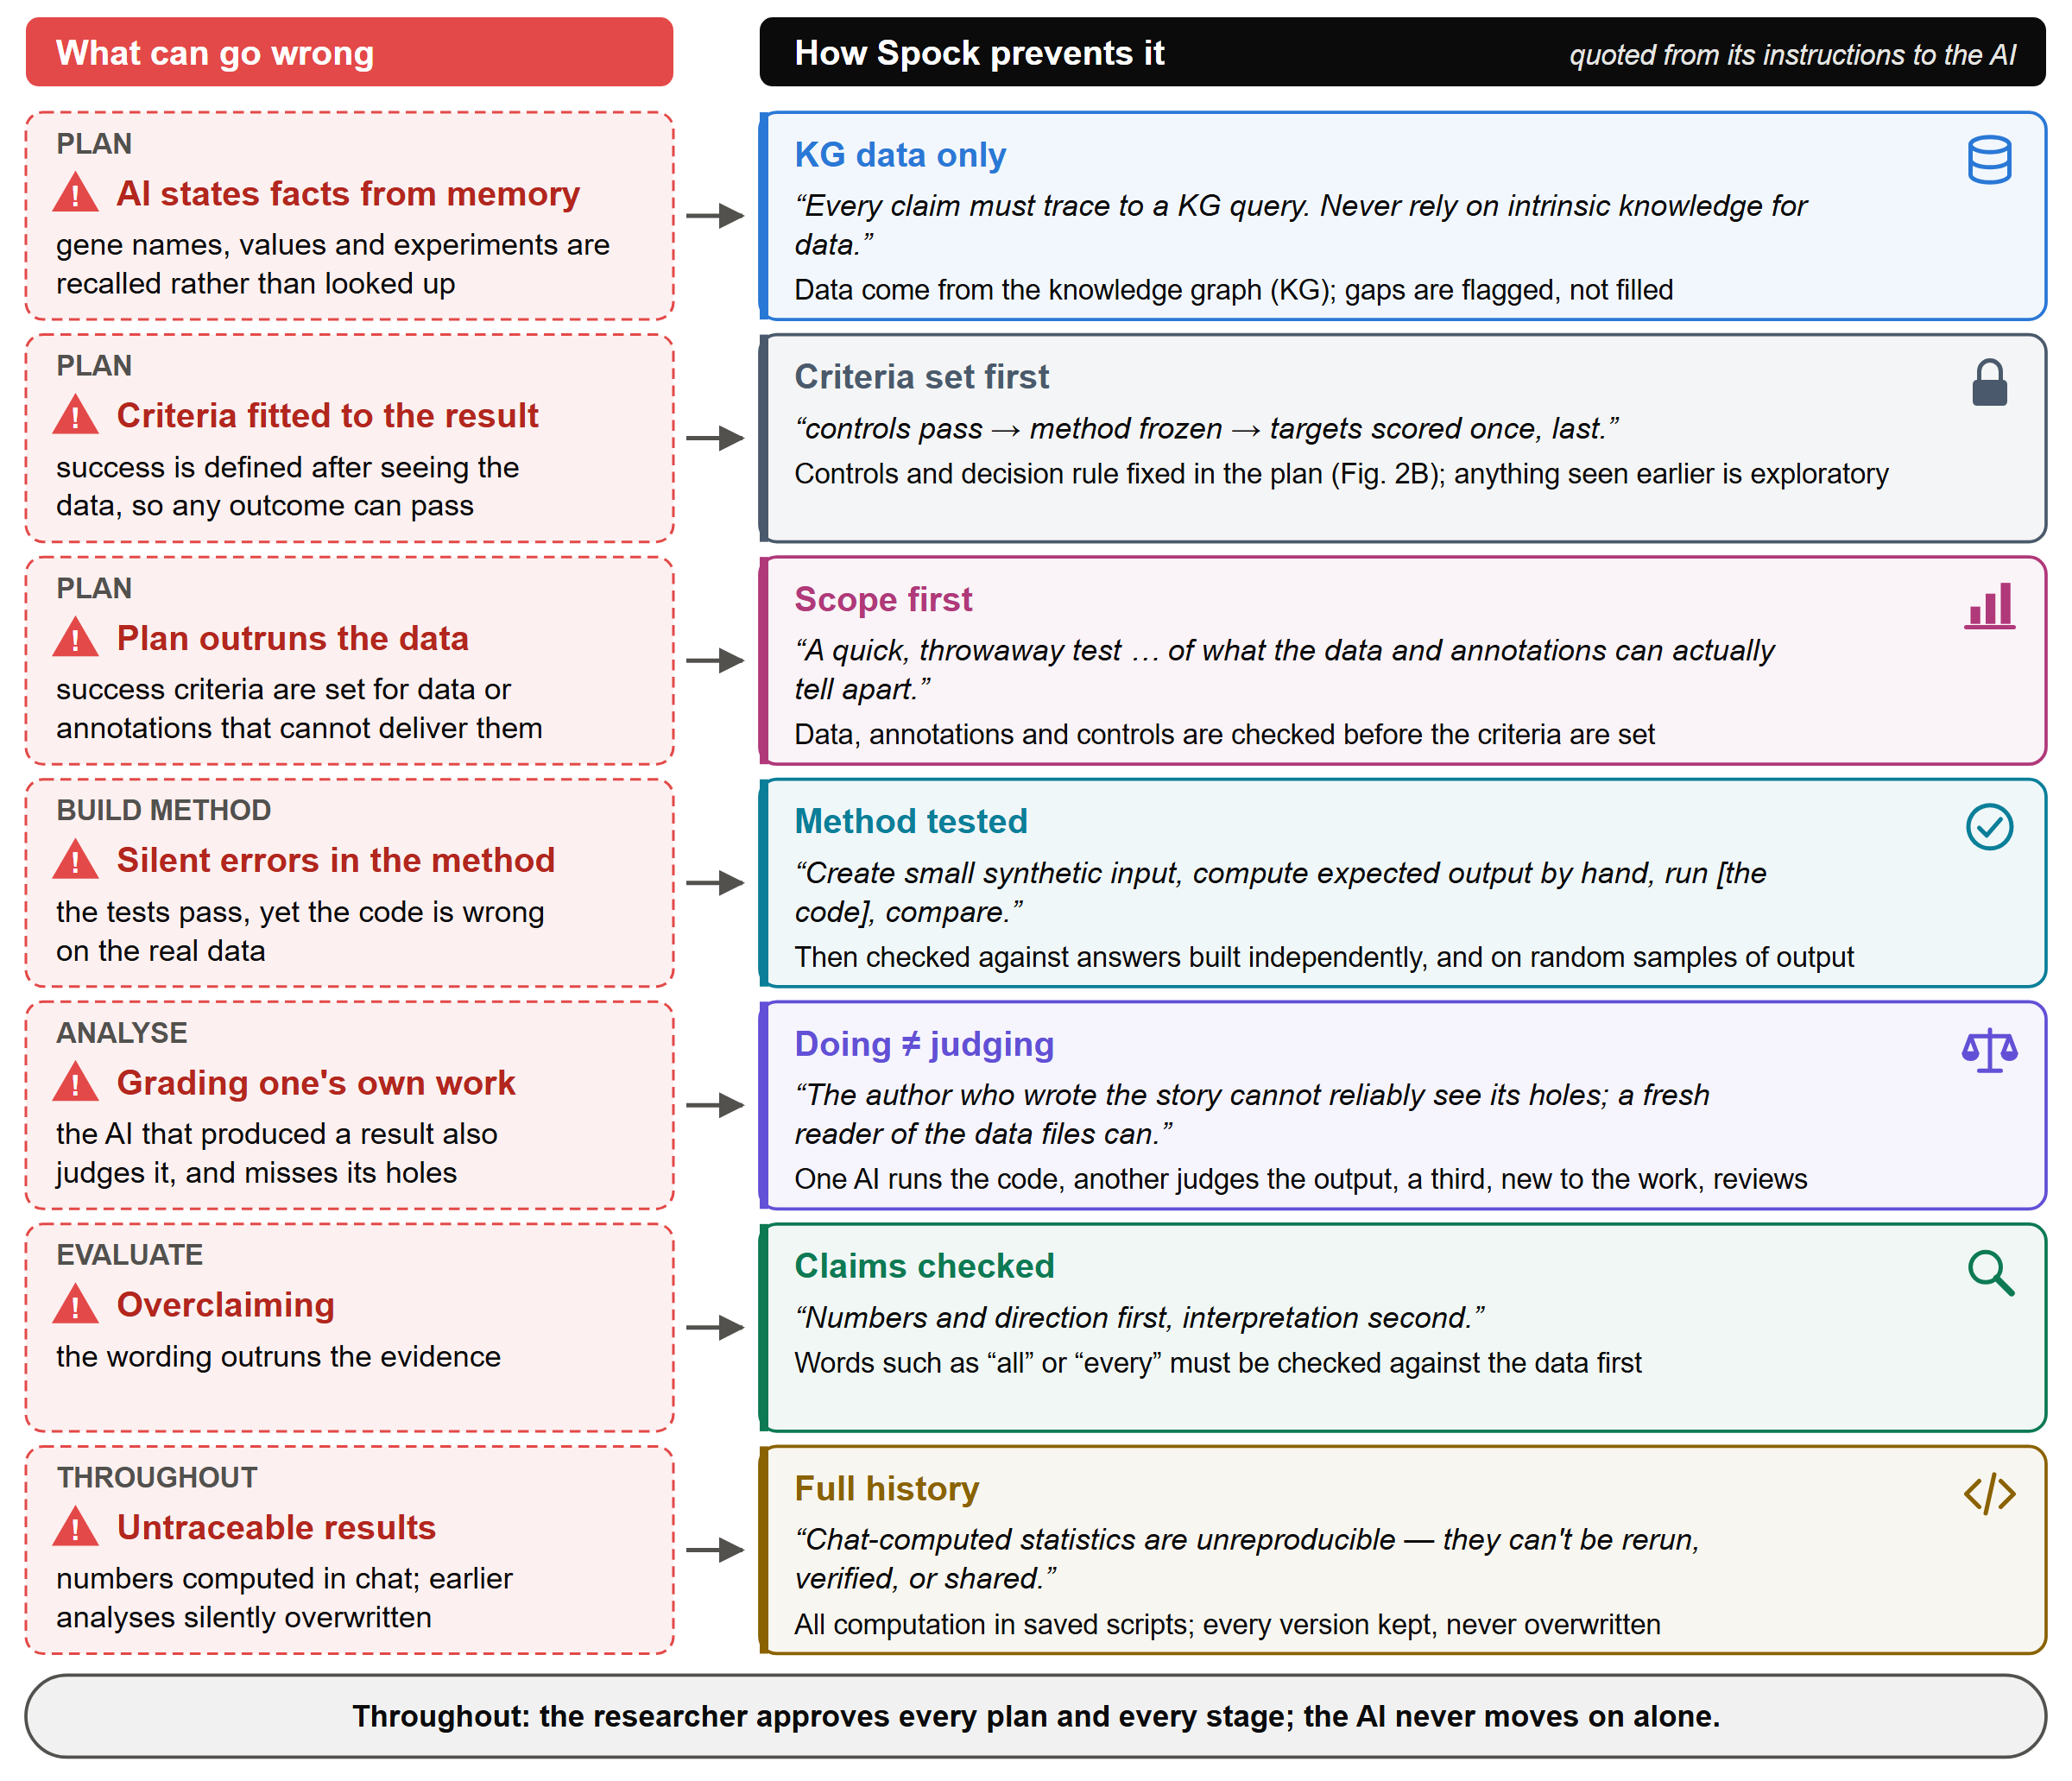 What can go wrong
How Spock prevents it
quoted from its instructions to the AI
PLAN
! AI states facts from memory
gene names, values and experiments are
recalled rather than looked up
KG data only
“Every claim must trace to a KG query. Never rely on intrinsic knowledge for
data.”
Data come from the knowledge graph (KG); gaps are flagged, not filled
PLAN
! Criteria fitted to the result
success is defined after seeing the
data, so any outcome can pass
Criteria set first
“controls pass → method frozen → targets scored once, last.”
Controls and decision rule fixed in the plan (Fig. 2B); anything seen earlier is exploratory
PLAN
! Plan outruns the data
success criteria are set for data or
annotations that cannot deliver them
Scope first
“A quick, throwaway test … of what the data and annotations can actually
tell apart.”
Data, annotations and controls are checked before the criteria are set
BUILD METHOD
! Silent errors in the method
the tests pass, yet the code is wrong
on the real data
Method tested
“Create small synthetic input, compute expected output by hand, run [the
code], compare.”
Then checked against answers built independently, and on random samples of output
ANALYSE
! Grading one's own work
the AI that produced a result also
judges it, and misses its holes
Doing ≠ judging
“The author who wrote the story cannot reliably see its holes; a fresh
reader of the data files can.”
One AI runs the code, another judges the output, a third, new to the work, reviews
EVALUATE
! Overclaiming
the wording outruns the evidence
Claims checked
“Numbers and direction first, interpretation second.”
Words such as “all” or “every” must be checked against the data first
THROUGHOUT
! Untraceable results
numbers computed in chat; earlier
analyses silently overwritten
Full history
“Chat-computed statistics are unreproducible — they can't be rerun,
verified, or shared.”
All computation in saved scripts; every version kept, never overwritten
Throughout: the researcher approves every plan and every stage; the AI never moves on alone.